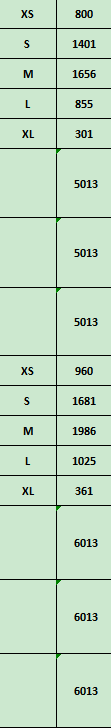 XS 800
S 1401
M 1656
L 855
XL 301
5013
5013
5013
XS 960
S 1681
M 1986
L 1025
XL 361
6013
6013
6013